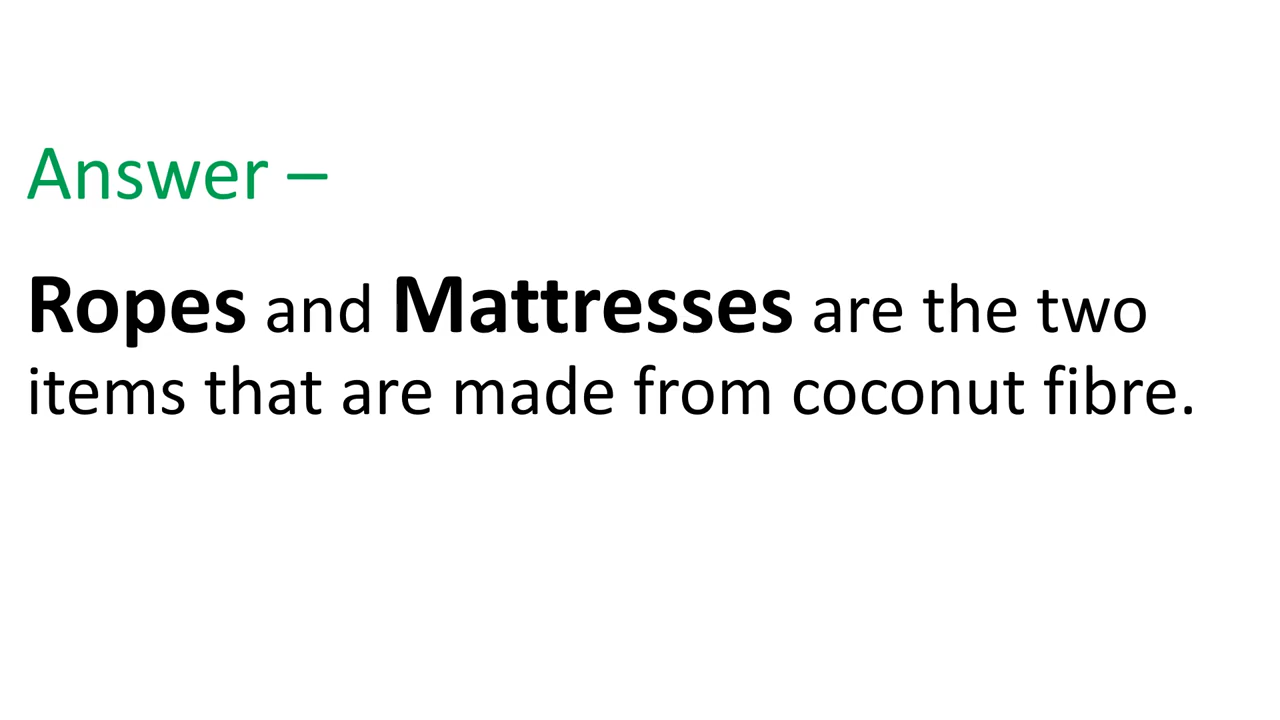 Answer –
Ropes and Mattresses are the two
items that are made from coconut fibre.